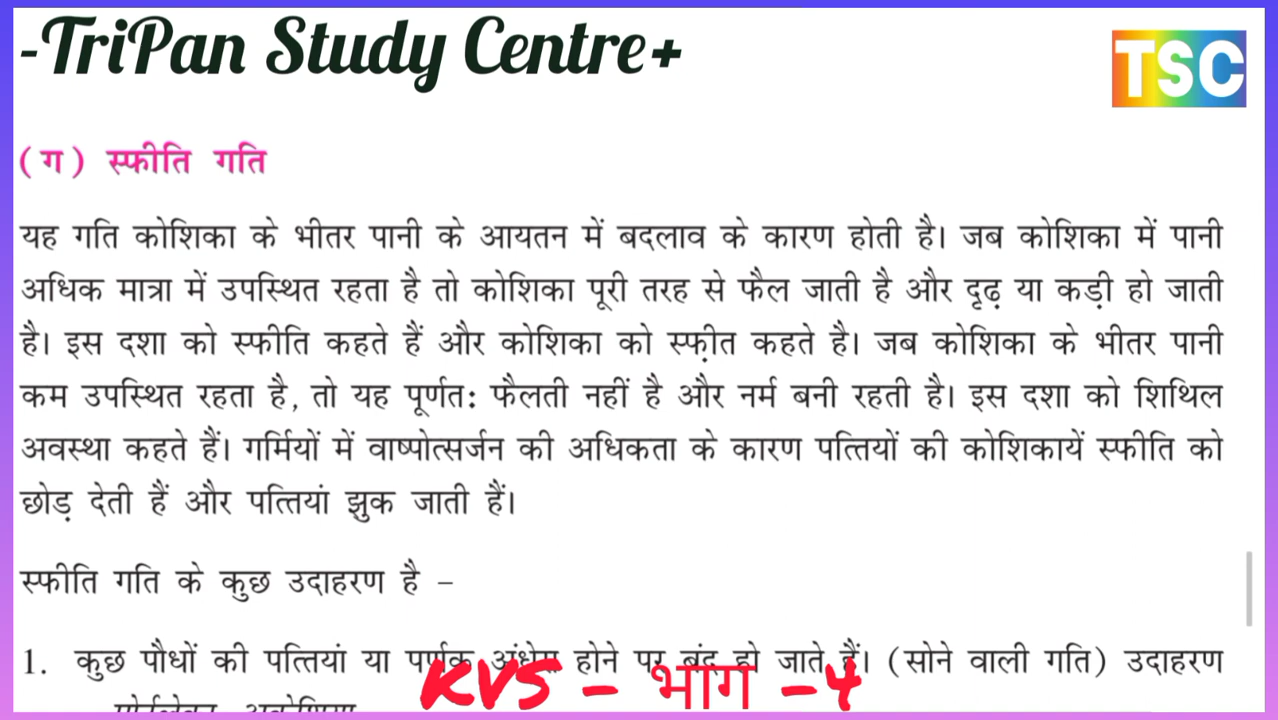 -TriPan Study Centre+
TSC
(ग) स्फीति गति
यह गति कोशिका के भीतर पानी के आयतन में बदलाव के कारण होती है। जब कोशिका में पानी
अधिक मात्रा में उपस्थित रहता है तो कोशिका पूरी तरह से फैल जाती है और दृढ़ या कड़ी हो जाती
है। इस दशा को स्फीति कहते हैं और कोशिका को स्फ़ीत कहते है। जब कोशिका के भीतर पानी
कम उपस्थित रहता है, तो यह पूर्णत: फैलती नहीं है और नर्म बनी रहती है। इस दशा को शिथिल
अवस्था कहते हैं। गर्मियों में वाष्पोत्सर्जन की अधिकता के कारण पत्तियों की कोशिकायें स्फीति को
छोड़ देती हैं और पत्तियां झुक जाती हैं।
स्फीति गति के कुछ उदाहरण है –
1. कुछ पौधों की पत्तियां या पर्णक अंधेरा होने पर बंद हो जाते हैं। (सोने वाली गति) उदाहरण
KVS – भाग – 4